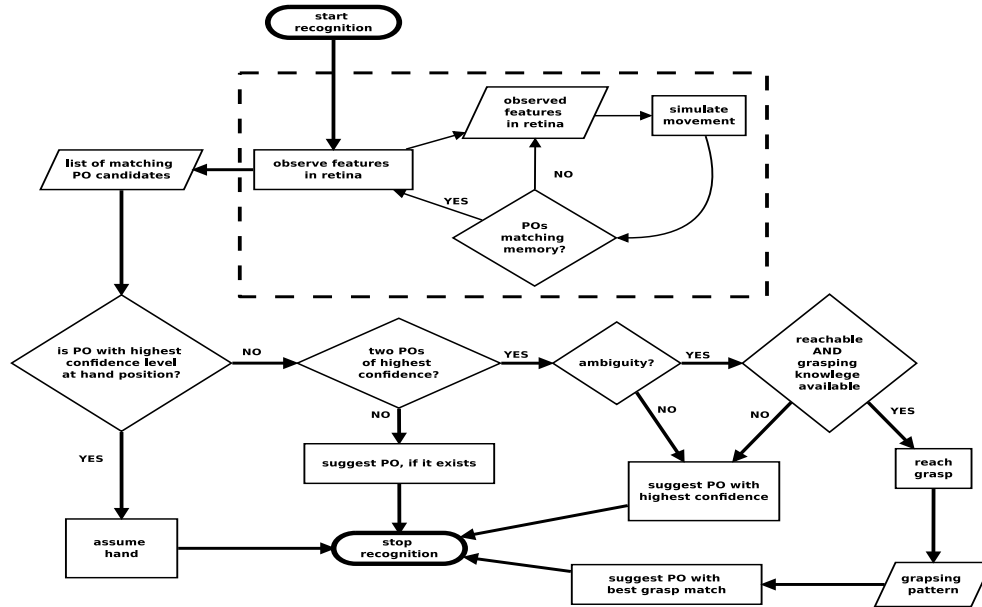 start
recognition
observed
features
in retina
simulate
movement
list of matching
PO candidates
observe features
in retina
NO
YES
POs
matching
memory?
is PO with highest
confidence level
at hand position?
NO
two POs
of highest
confidence?
YES
ambiguity?
YES
reachable
AND
grasping
knowlege
available
NO
NO
NO
YES
YES
suggest PO, if it exists
suggest PO with
highest confidence
reach
grasp
assume
hand
stop
recognition
suggest PO with
best grasp match
grapsing
pattern